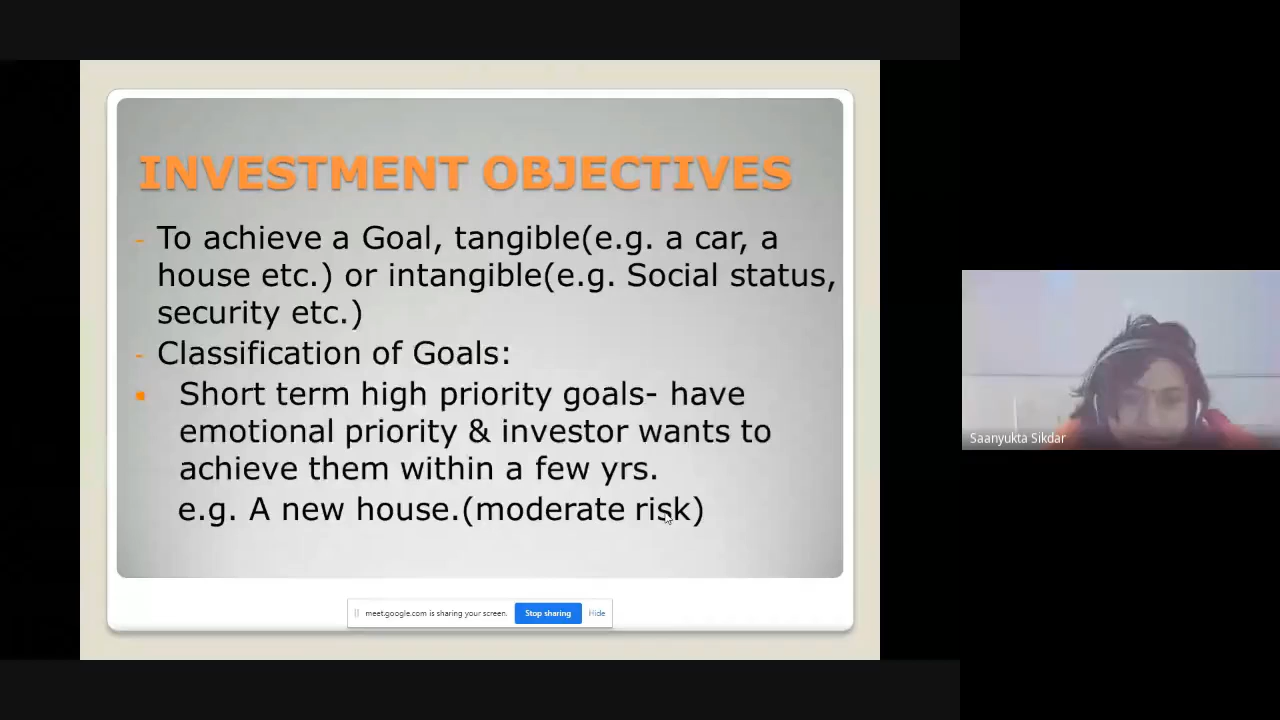 INVESTMENT OBJECTIVES
- To achieve a Goal, tangible(e.g. a car, a
house etc.) or intangible(e.g. Social status,
security etc.)
- Classification of Goals:
▪ Short term high priority goals- have
emotional priority & investor wants to
achieve them within a few yrs.
e.g. A new house.(moderate risk)
meet.google.com is sharing your screen. Stop sharing Hide
Saanyukta Sikdar